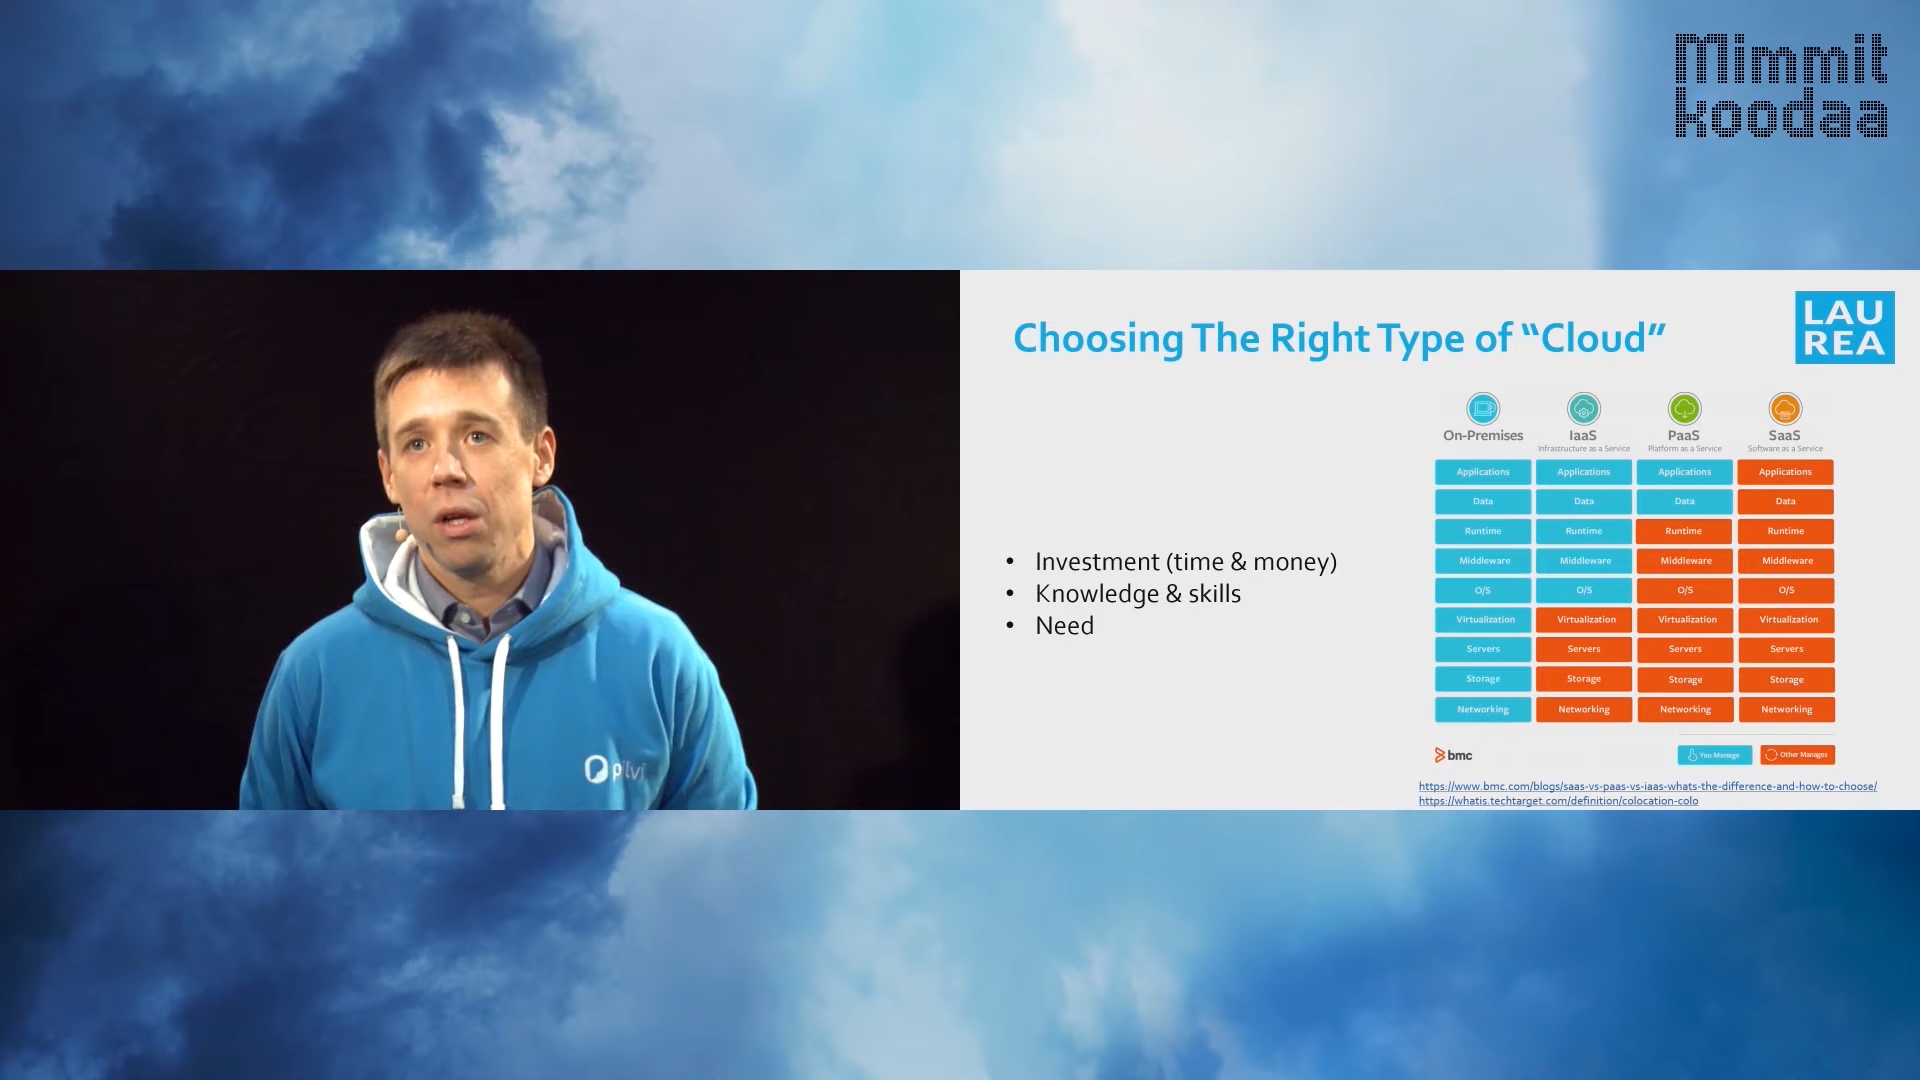 Mimmit
koodaa
Choosing The Right Type of “Cloud”
LAU
REA
• Investment (time & money)
• Knowledge & skills
• Need
On-Premises IaaS PaaS SaaS
Infrastructure as a Service Platform as a Service Software as a Service
Applications Applications Applications Applications
Data Data Data Data
Runtime Runtime Runtime Runtime
Middleware Middleware Middleware Middleware
O/S O/S O/S O/S
Virtualization Virtualization Virtualization Virtualization
Servers Servers Servers Servers
Storage Storage Storage Storage
Networking Networking Networking Networking
bmc You Manage Other Manages
https://www.bmc.com/blogs/saas-vs-paas-vs-iaas-whats-the-difference-and-how-to-choose/
https://whatis.techtarget.com/definition/colocation-colo
pilvi